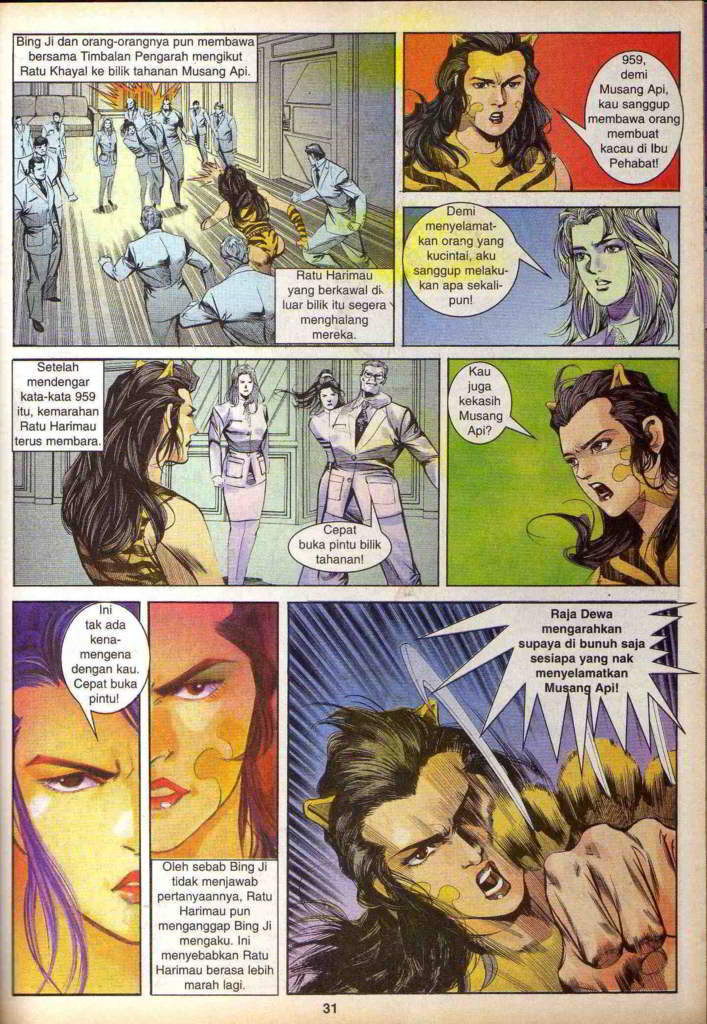 Bing Ji dan orang-orangnya pun membawa
bersama Timbalan Pengarah mengikut
Ratu Khayal ke bilik tahanan Musang Api.
Ratu Harimau
yang berkawal di
luar bilik itu segera
menghalang
mereka.
959,
demi
Musang Api,
kau sanggup
membawa orang
membuat
kacau di Ibu
Pehabat!
Demi
menyelamat-
kan orang yang
kucintai, aku
sanggup melaku-
kan apa sekali-
pun!
Setelah
mendengar
kata-kata 959
itu, kemarahan
Ratu Harimau
terus membara.
Cepat
buka pintu bilik
tahanan!
Kau
juga
kekasih
Musang
Api?
Ini
tak ada
kena-
mengena
dengan kau.
Cepat buka
pintu!
Oleh sebab Bing Ji
tidak menjawab
pertanyaannya, Ratu
Harimau pun
menganggap Bing Ji
mengaku. Ini
menyebabkan Ratu
Harimau berasa lebih
marah lagi.
Raja Dewa
mengarahkan
supaya di bunuh saja
sesiapa yang nak
menyelamatkan
Musang Api!
31